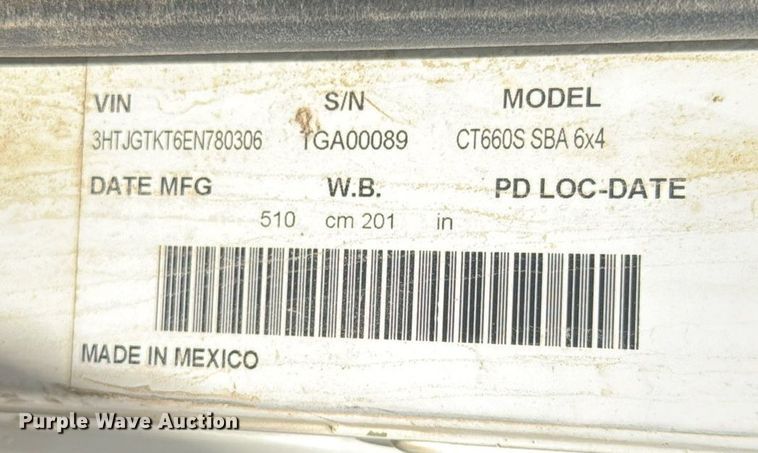 VIN S/N MODEL
3HTJGTKT6EN780306 TGA00089 CT660S SBA 6x4
DATE MFG W.B. PD LOC-DATE
510 cm 201 in
MADE IN MEXICO
Purple Wave Auction